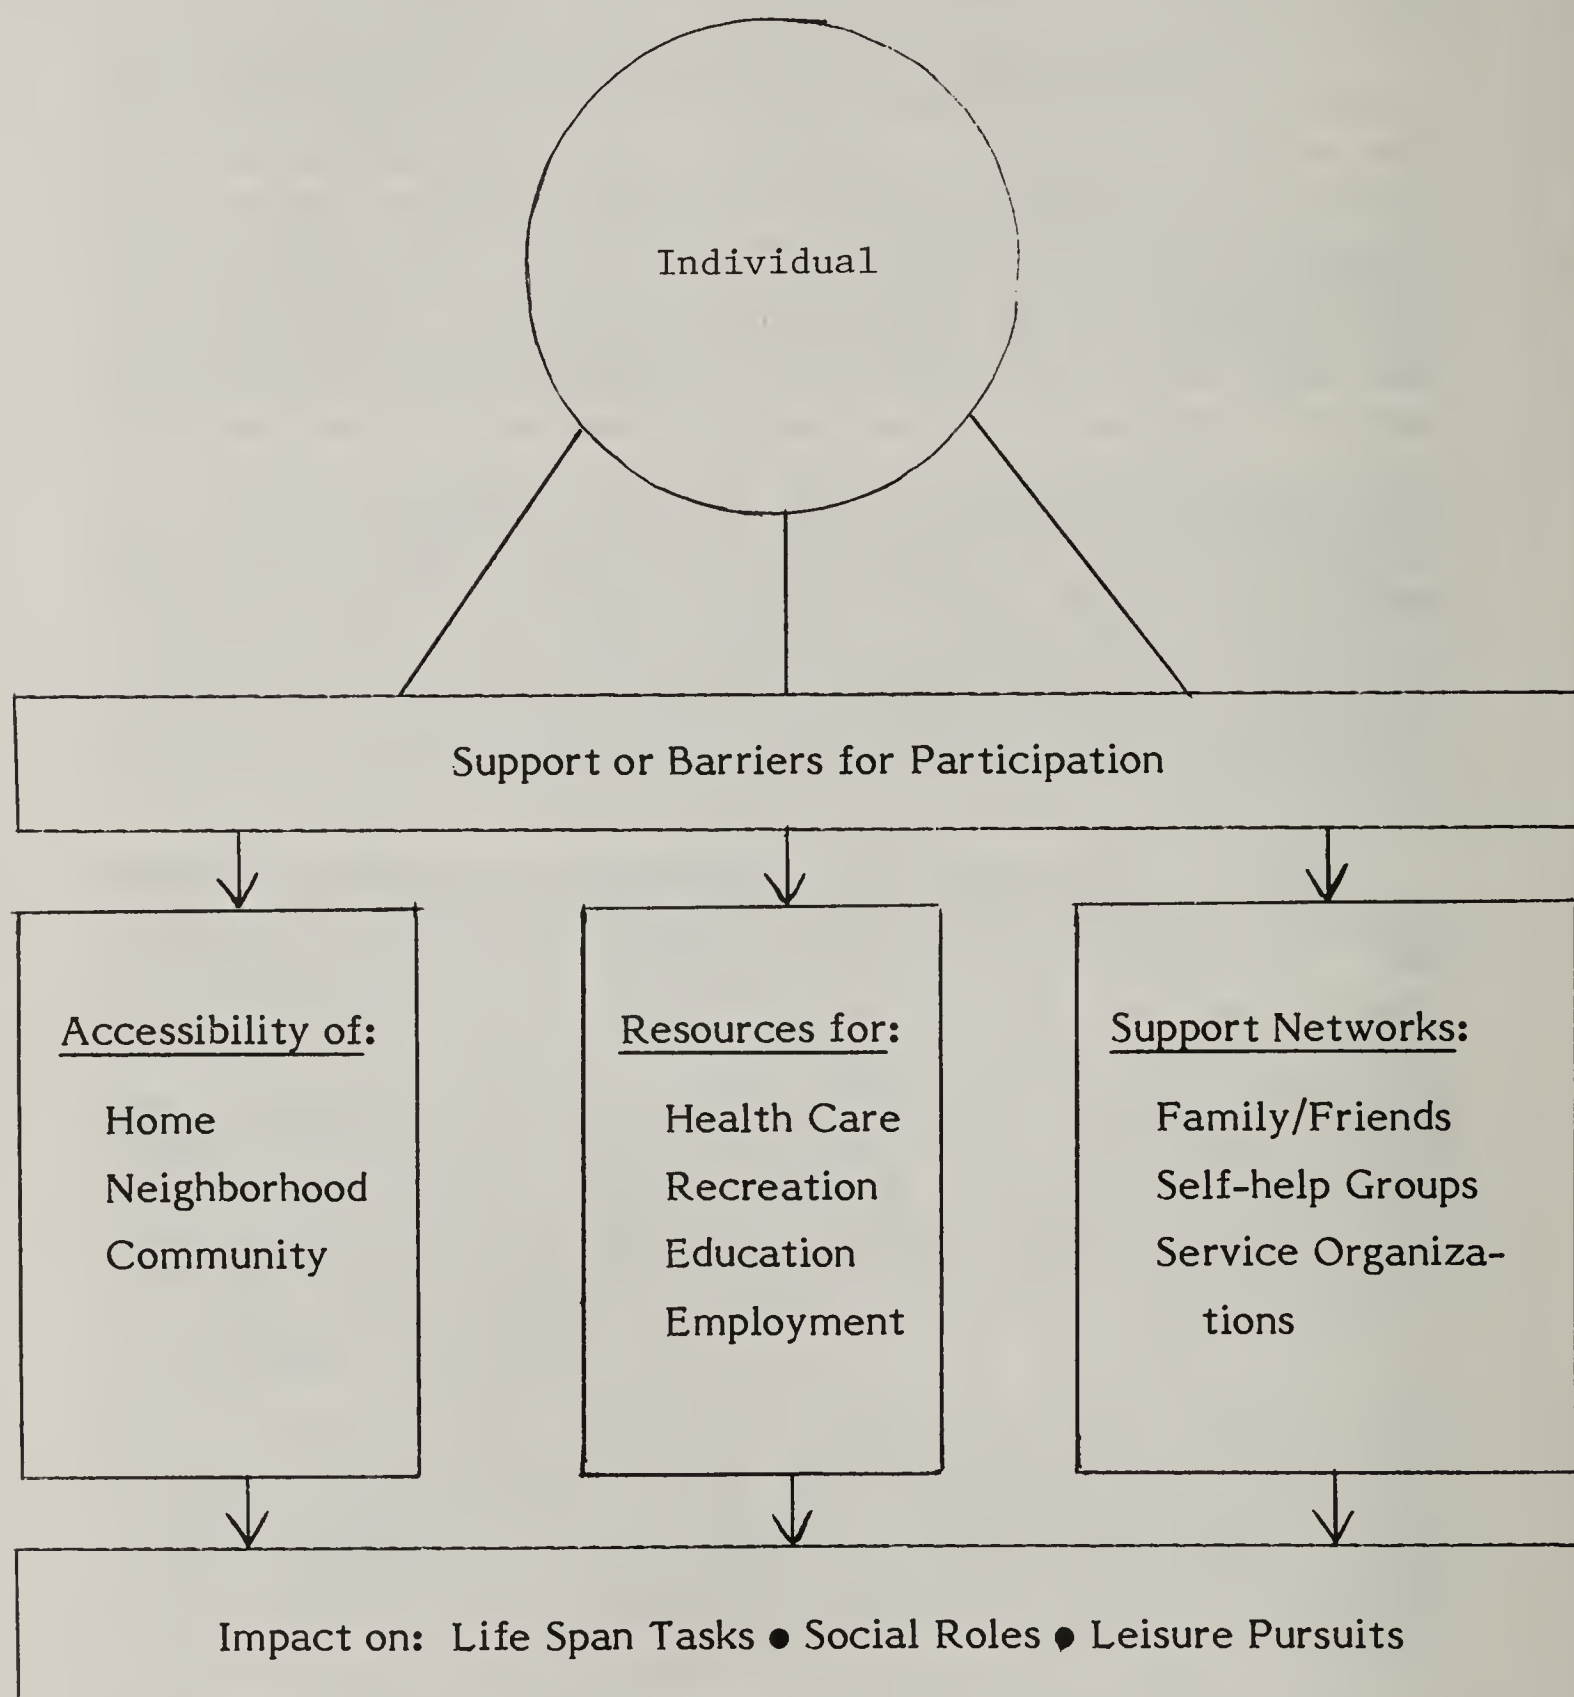 Individual
Support or Barriers for Participation
Accessibility of:
Home
Neighborhood
Community
Resources for:
Health Care
Recreation
Education
Employment
Support Networks:
Family/Friends
Self-help Groups
Service Organiza-
tions
Impact on: Life Span Tasks ● Social Roles ● Leisure Pursuits